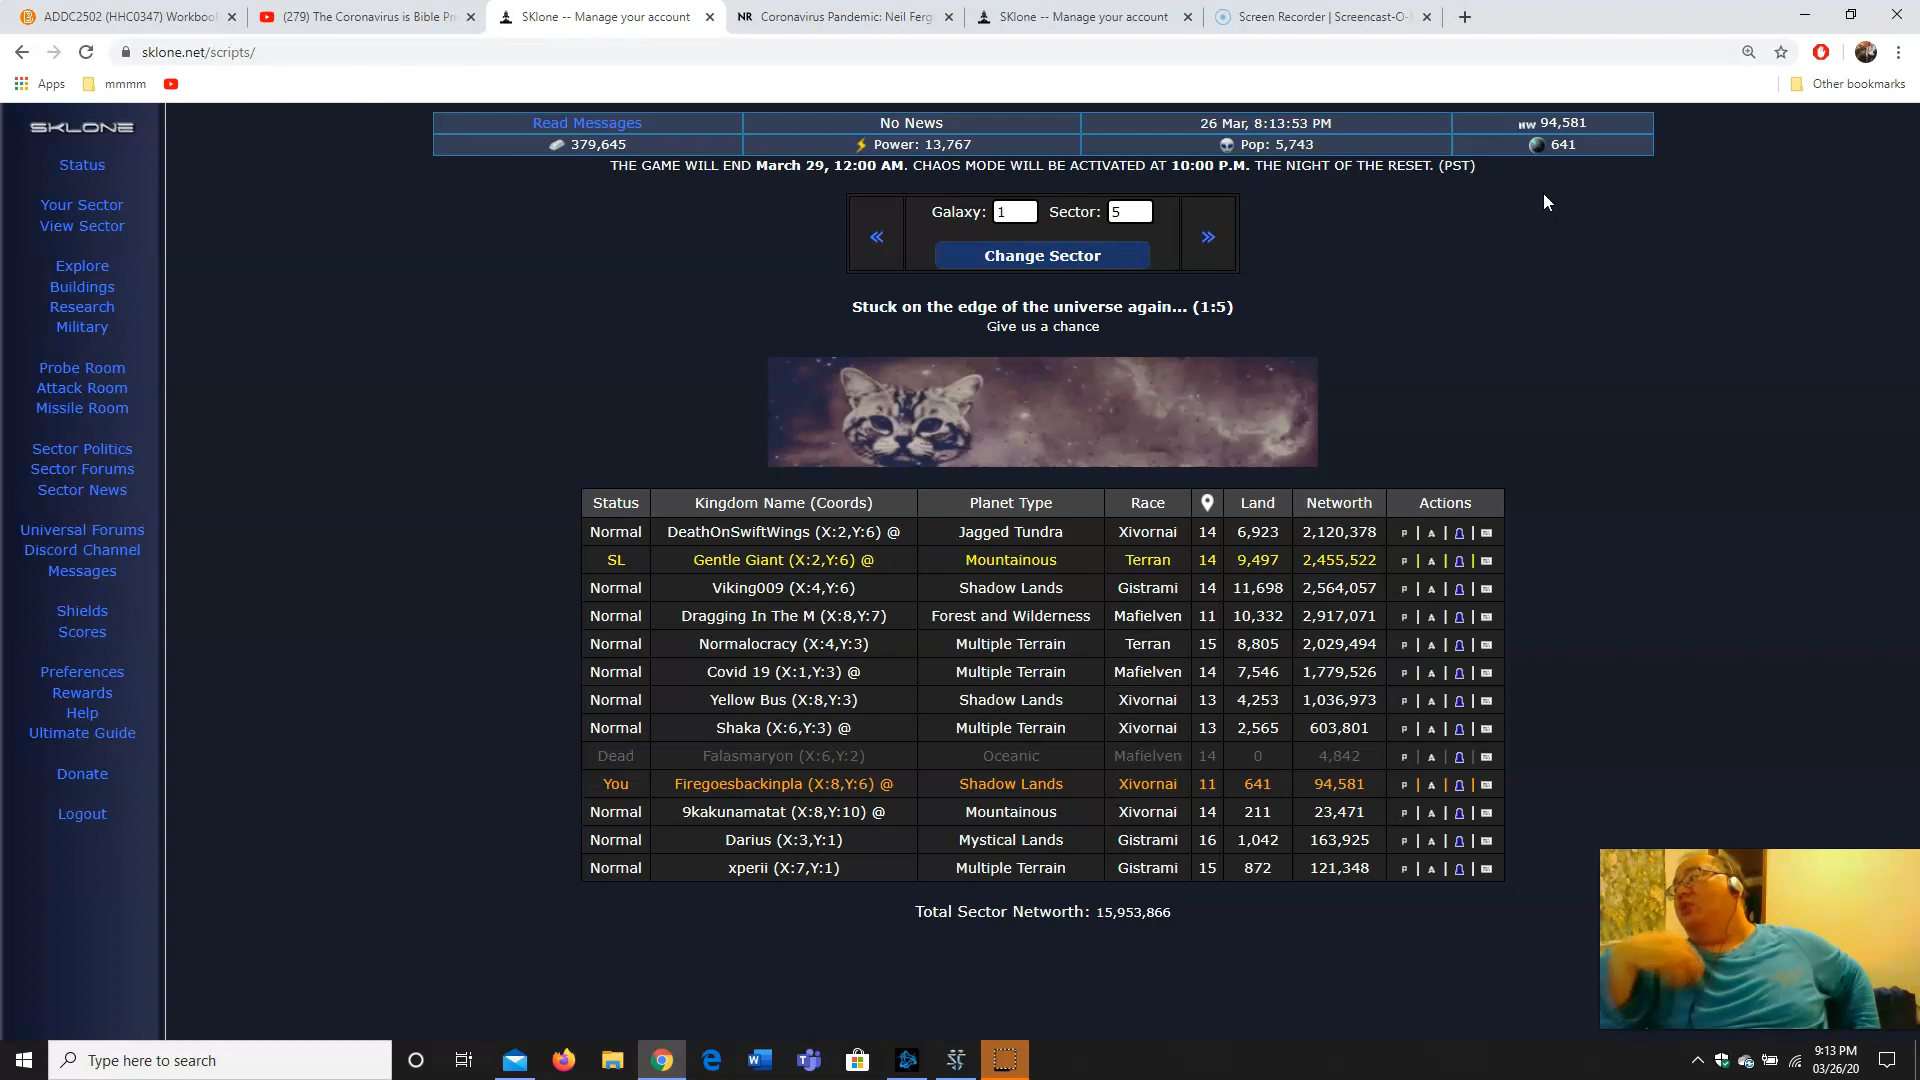 ADDC2502 (HHC0347) Workboo
(279) The Coronavirus is Bible Pr
SKlone -- Manage your account
NR Coronavirus Pandemic: Neil Ferg
SKlone -- Manage your account
Screen Recorder | Screencast-O-
sklone.net/scripts/
Apps
mmmm
Other bookmarks
SKLONE
Status
Your Sector
View Sector
Explore
Buildings
Research
Military
Probe Room
Attack Room
Missile Room
Sector Politics
Sector Forums
Sector News
Universal Forums
Discord Channel
Messages
Shields
Scores
Preferences
Rewards
Help
Ultimate Guide
Donate
Logout
Read Messages No News 26 Mar, 8:13:53 PM NW 94,581
379,645 Power: 13,767 Pop: 5,743 641
THE GAME WILL END March 29, 12:00 AM. CHAOS MODE WILL BE ACTIVATED AT 10:00 P.M. THE NIGHT OF THE RESET. (PST)
« Galaxy: 1 Sector: 5 »
Change Sector
Stuck on the edge of the universe again... (1:5)
Give us a chance
Status Kingdom Name (Coords) Planet Type Race Land Networth Actions
Normal DeathOnSwiftWings (X:2,Y:6) @ Jagged Tundra Xivornai 14 6,923 2,120,378 P | A | |
SL Gentle Giant (X:2,Y:6) @ Mountainous Terran 14 9,497 2,455,522 P | A | |
Normal Viking009 (X:4,Y:6) Shadow Lands Gistrami 14 11,698 2,564,057 P | A | |
Normal Dragging In The M (X:8,Y:7) Forest and Wilderness Mafielven 11 10,332 2,917,071 P | A | |
Normal Normalocracy (X:4,Y:3) Multiple Terrain Terran 15 8,805 2,029,494 P | A | |
Normal Covid 19 (X:1,Y:3) @ Multiple Terrain Mafielven 14 7,546 1,779,526 P | A | |
Normal Yellow Bus (X:8,Y:3) Shadow Lands Xivornai 13 4,253 1,036,973 P | A | |
Normal Shaka (X:6,Y:3) @ Multiple Terrain Xivornai 13 2,565 603,801 P | A | |
Dead Falasmaryon (X:6,Y:2) Oceanic Mafielven 14 0 4,842 P | A | |
You Firegoesbackinpla (X:8,Y:6) @ Shadow Lands Xivornai 11 641 94,581 P | A | |
Normal 9kakunamatat (X:8,Y:10) @ Mountainous Xivornai 14 211 23,471 P | A | |
Normal Darius (X:3,Y:1) Mystical Lands Gistrami 16 1,042 163,925 P | A | |
Normal xperii (X:7,Y:1) Multiple Terrain Gistrami 15 872 121,348 P | A | |
Total Sector Networth: 15,953,866
Type here to search
9:13 PM
03/26/20